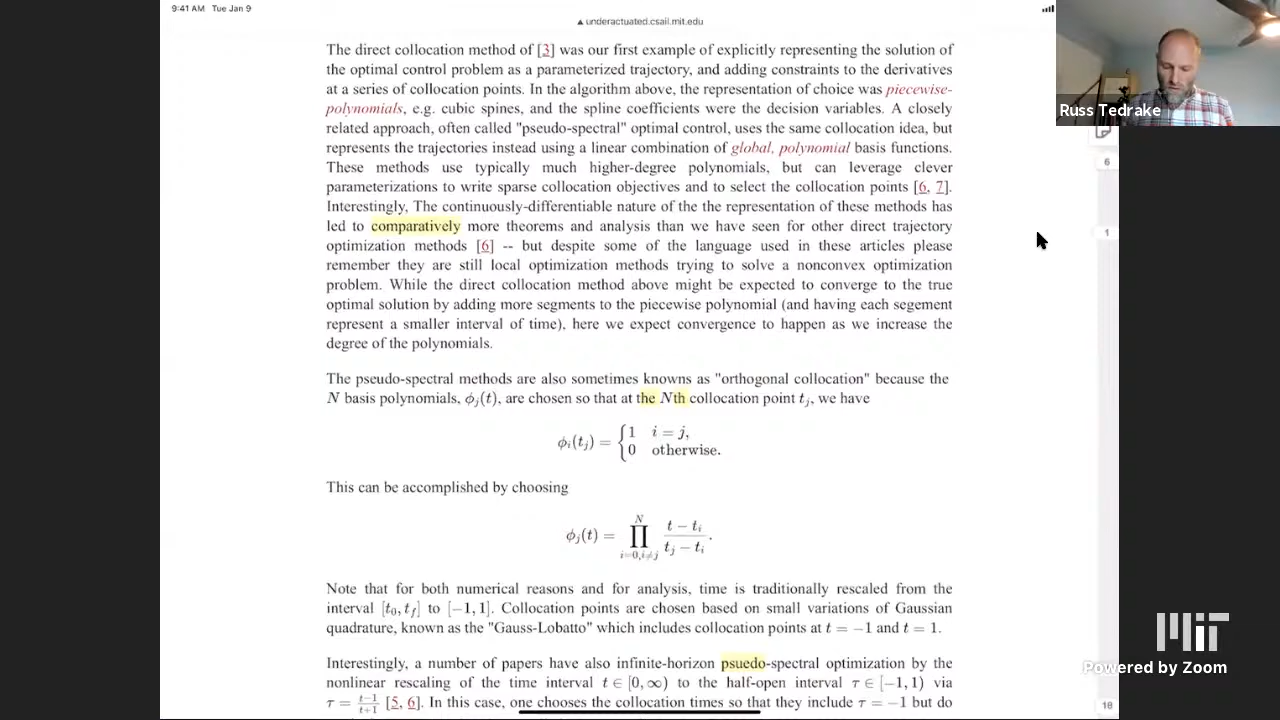 9:41 AM Tue Jan 9
underactuated.csail.mit.edu
The direct collocation method of [3] was our first example of explicitly representing the solution of
the optimal control problem as a parameterized trajectory, and adding constraints to the derivatives
at a series of collocation points. In the algorithm above, the representation of choice was piecewise-
polynomials, e.g. cubic spines, and the spline coefficients were the decision variables. A closely
related approach, often called "pseudo-spectral" optimal control, uses the same collocation idea, but
represents the trajectories instead using a linear combination of global, polynomial basis functions.
These methods use typically much higher-degree polynomials, but can leverage clever
parameterizations to write sparse collocation objectives and to select the collocation points [6, 7].
Interestingly, The continuously-differentiable nature of the the representation of these methods has
led to comparatively more theorems and analysis than we have seen for other direct trajectory
optimization methods [6] -- but despite some of the language used in these articles please
remember they are still local optimization methods trying to solve a nonconvex optimization
problem. While the direct collocation method above might be expected to converge to the true
optimal solution by adding more segments to the piecewise polynomial (and having each segement
represent a smaller interval of time), here we expect convergence to happen as we increase the
degree of the polynomials.
The pseudo-spectral methods are also sometimes knowns as "orthogonal collocation" because the
N basis polynomials, ϕ_j(t), are chosen so that at the Nth collocation point t_j, we have
ϕ_i(t_j) = { 1 i = j, 0 otherwise.
This can be accomplished by choosing
ϕ_j(t) = ∏_{i=0,i≠j}^{N} (t − t_i)/(t_j − t_i).
Note that for both numerical reasons and for analysis, time is traditionally rescaled from the
interval [t_0, t_f] to [−1, 1]. Collocation points are chosen based on small variations of Gaussian
quadrature, known as the "Gauss-Lobatto" which includes collocation points at t = −1 and t = 1.
Interestingly, a number of papers have also infinite-horizon psuedo-spectral optimization by the
nonlinear rescaling of the time interval t ∈ [0, ∞) to the half-open interval τ ∈ [−1, 1) via
τ = (t−1)/(t+1) [5, 6]. In this case, one chooses the collocation times so that they include τ = −1 but do
Russ Tedrake
6
1
18
MIT
Powered by Zoom